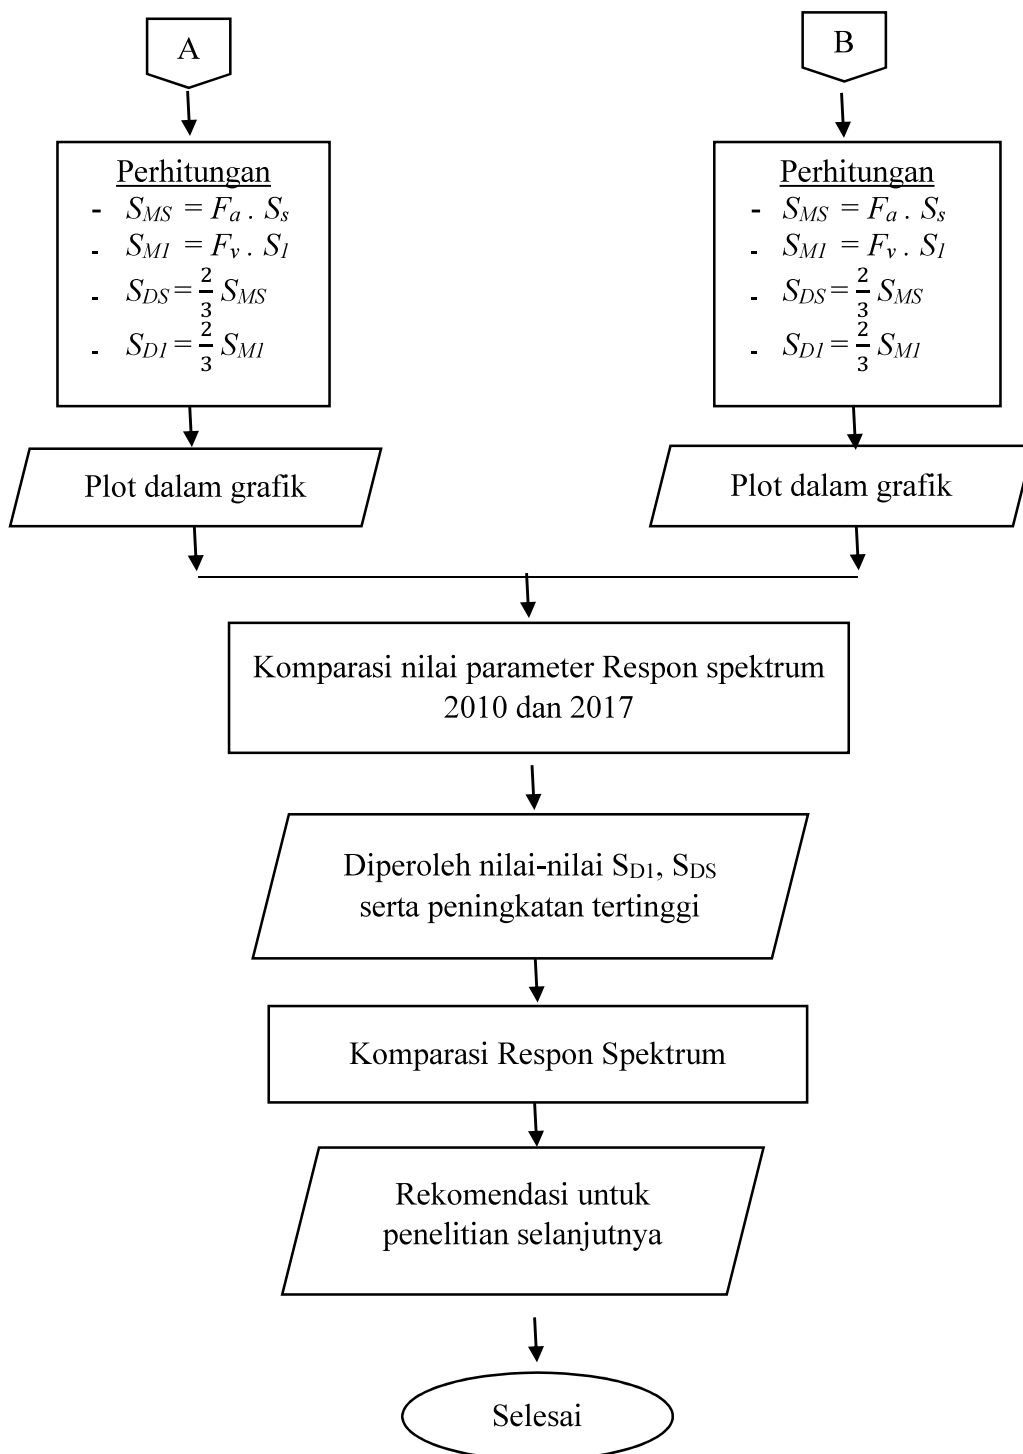 A
Perhitungan
- S_MS = F_a . S_s
- S_M1 = F_v . S_1
- S_DS = 2/3 S_MS
- S_D1 = 2/3 S_M1
Plot dalam grafik
B
Perhitungan
- S_MS = F_a . S_s
- S_M1 = F_v . S_1
- S_DS = 2/3 S_MS
- S_D1 = 2/3 S_M1
Plot dalam grafik
Komparasi nilai parameter Respon spektrum
2010 dan 2017
Diperoleh nilai-nilai S_D1, S_DS
serta peningkatan tertinggi
Komparasi Respon Spektrum
Rekomendasi untuk
penelitian selanjutnya
Selesai